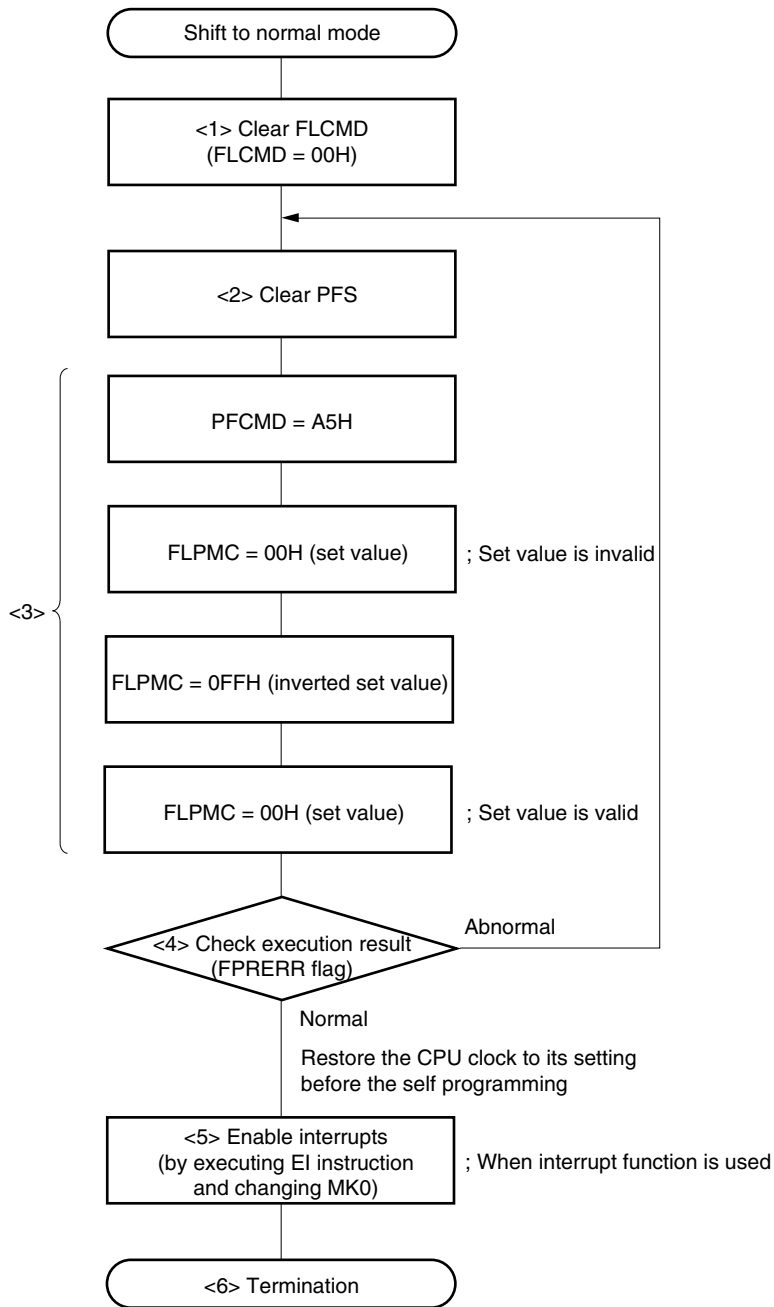 Shift to normal mode
<1> Clear FLCMD
(FLCMD = 00H)
<2> Clear PFS
PFCMD = A5H
FLPMC = 00H (set value)
; Set value is invalid
<3>
FLPMC = 0FFH (inverted set value)
FLPMC = 00H (set value)
; Set value is valid
<4> Check execution result
(FPRERR flag)
Abnormal
Normal
Restore the CPU clock to its setting
before the self programming
<5> Enable interrupts
(by executing EI instruction
and changing MK0)
; When interrupt function is used
<6> Termination